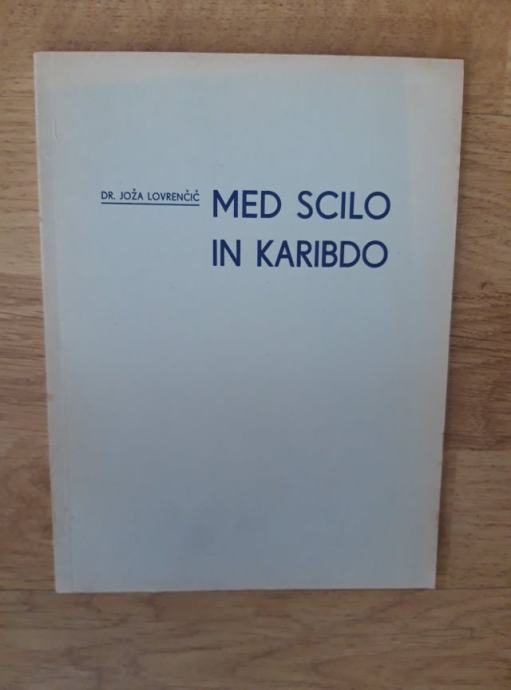 DR. JOŽA LOVRENČIČ
MED SCILO
IN KARIBDO